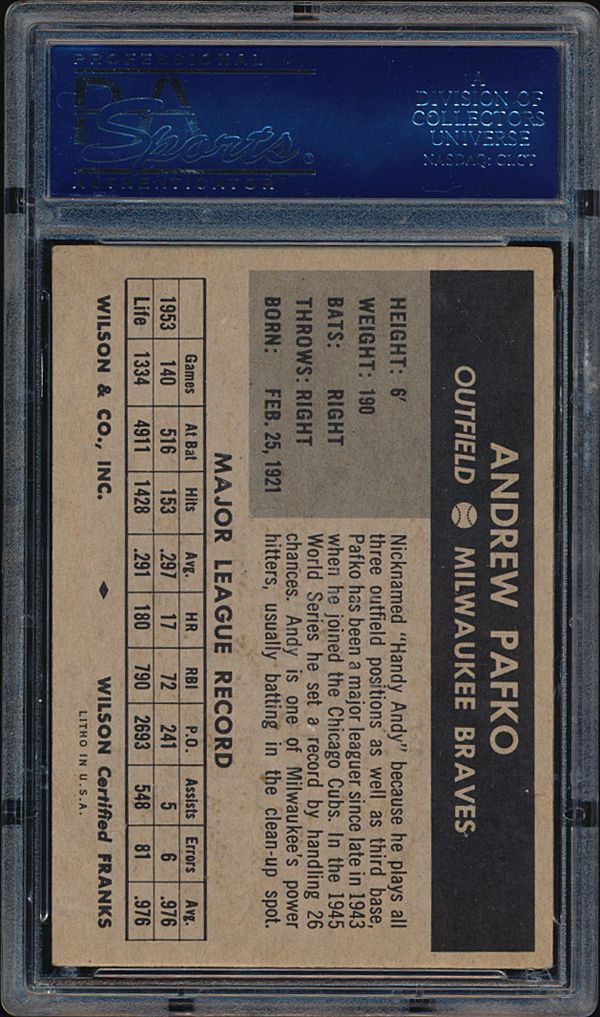 PROFESSIONAL
PSA
Sports®
AUTHENTICATOR
A
DIVISION OF
COLLECTORS
UNIVERSE
NASDAQ: CLCT
ANDREW PAFKO
OUTFIELD MILWAUKEE BRAVES
HEIGHT: 6'
WEIGHT: 190
BATS: RIGHT
THROWS: RIGHT
BORN: FEB. 25, 1921
Nicknamed "Handy Andy" because he plays all
three outfield positions as well as third base,
Pafko has been a major leaguer since late in 1943
when he joined the Chicago Cubs. In the 1945
World Series he set a record by handling 26
chances. Andy is one of Milwaukee's power
hitters, usually batting in the clean-up spot.
MAJOR LEAGUE RECORD
Games At Bat Hits Avg. HR RBI P.O. Assists Errors Avg.
1953 140 516 153 .297 17 72 241 5 6 .976
Life 1334 4911 1428 .291 180 790 2693 548 81 .976
WILSON & CO., INC. ♦ WILSON Certified FRANKS
LITHO IN U.S.A.